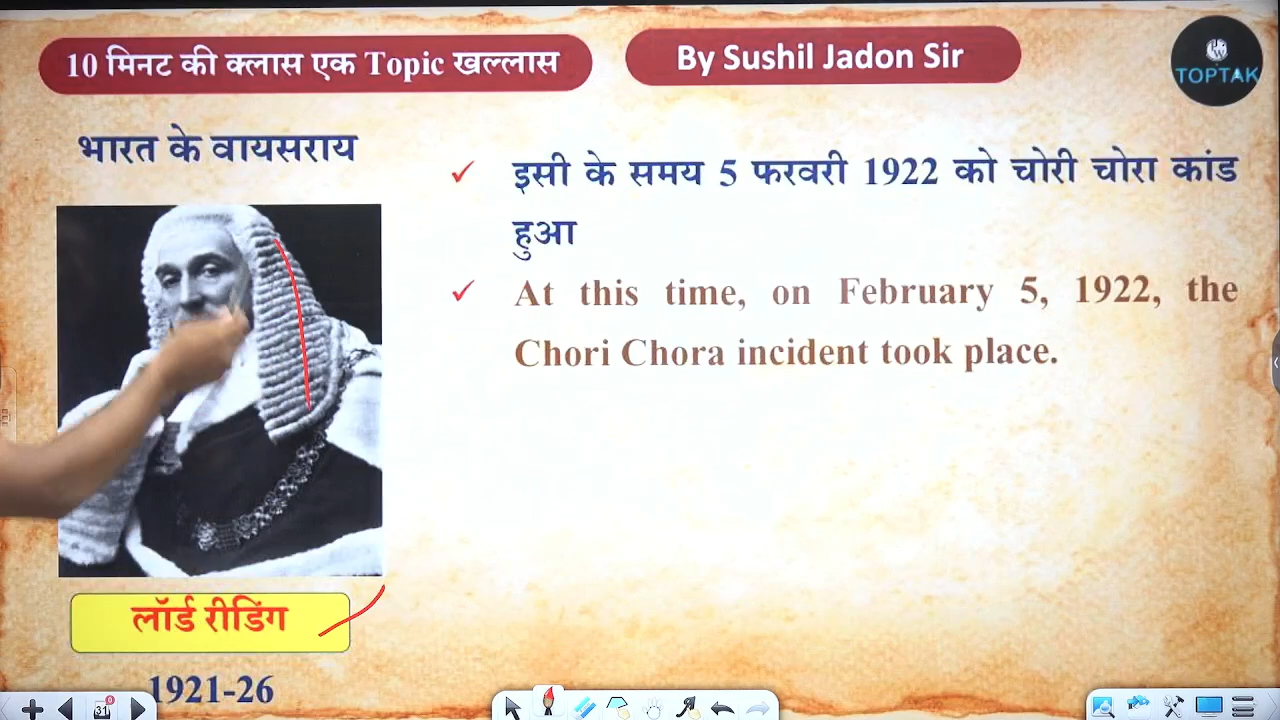 10 मिनट की क्लास एक Topic खल्लास
By Sushil Jadon Sir
TOPTAK
भारत के वायसराय
इसी के समय 5 फरवरी 1922 को चोरी चोरा कांड
हुआ
At this time, on February 5, 1922, the
Chori Chora incident took place.
लॉर्ड रीडिंग
1921-26
31